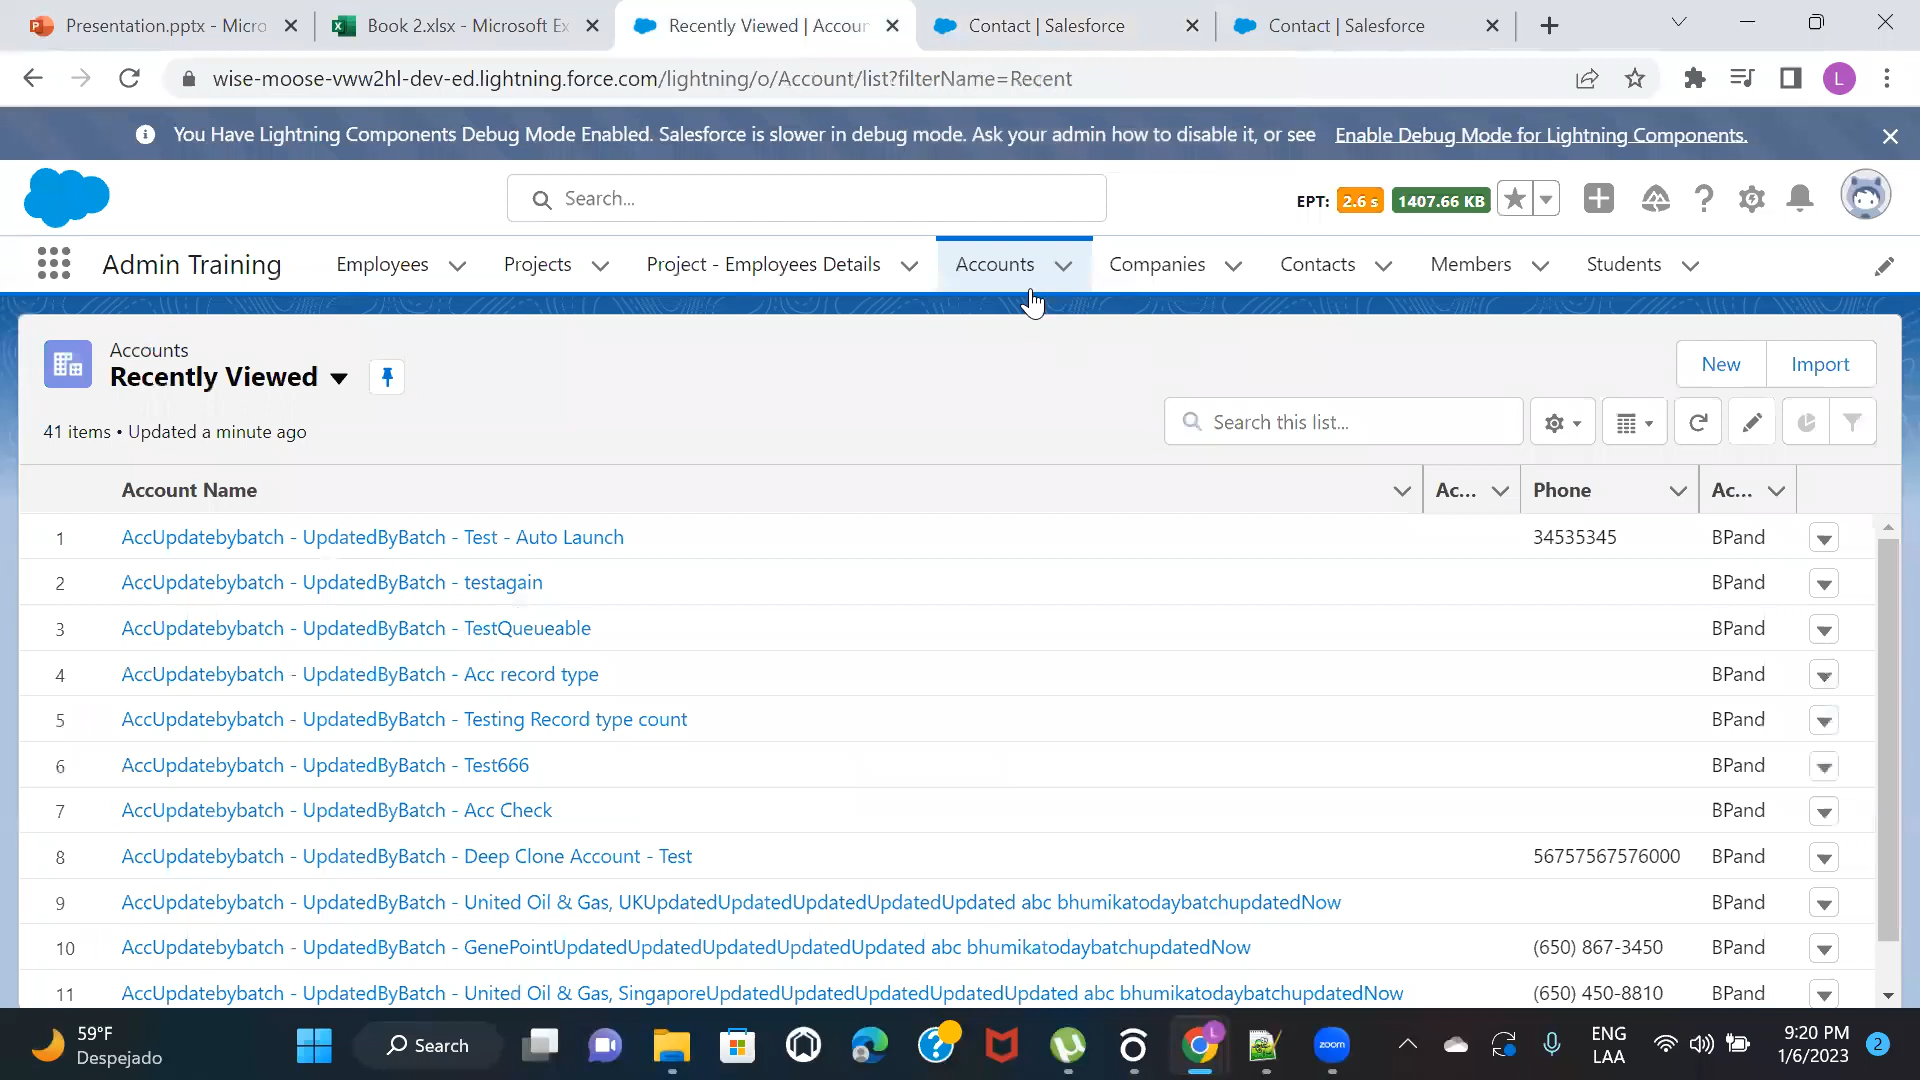 Presentation.pptx - Micro
Book 2.xlsx - Microsoft Ex
Recently Viewed | Accour
Contact | Salesforce
Contact | Salesforce
wise-moose-vww2hl-dev-ed.lightning.force.com/lightning/o/Account/list?filterName=Recent
L
You Have Lightning Components Debug Mode Enabled. Salesforce is slower in debug mode. Ask your admin how to disable it, or see Enable Debug Mode for Lightning Components.
Search...
EPT: 2.6 s 1407.66 KB
Admin Training
Employees
Projects
Project - Employees Details
Accounts
Companies
Contacts
Members
Students
Accounts
Recently Viewed
New
Import
41 items • Updated a minute ago
Search this list...
Account Name Ac... Phone Ac...
1 AccUpdatebybatch - UpdatedByBatch - Test - Auto Launch 34535345 BPand
2 AccUpdatebybatch - UpdatedByBatch - testagain BPand
3 AccUpdatebybatch - UpdatedByBatch - TestQueueable BPand
4 AccUpdatebybatch - UpdatedByBatch - Acc record type BPand
5 AccUpdatebybatch - UpdatedByBatch - Testing Record type count BPand
6 AccUpdatebybatch - UpdatedByBatch - Test666 BPand
7 AccUpdatebybatch - UpdatedByBatch - Acc Check BPand
8 AccUpdatebybatch - UpdatedByBatch - Deep Clone Account - Test 56757567576000 BPand
9 AccUpdatebybatch - UpdatedByBatch - United Oil & Gas, UKUpdatedUpdatedUpdatedUpdatedUpdated abc bhumikatodaybatchupdatedNow BPand
10 AccUpdatebybatch - UpdatedByBatch - GenePointUpdatedUpdatedUpdatedUpdatedUpdated abc bhumikatodaybatchupdatedNow (650) 867-3450 BPand
11 AccUpdatebybatch - UpdatedByBatch - United Oil & Gas, SingaporeUpdatedUpdatedUpdatedUpdatedUpdated abc bhumikatodaybatchupdatedNow (650) 450-8810 BPand
59°F
Despejado
Search
L
zoom
ENG
LAA
9:20 PM
1/6/2023
2